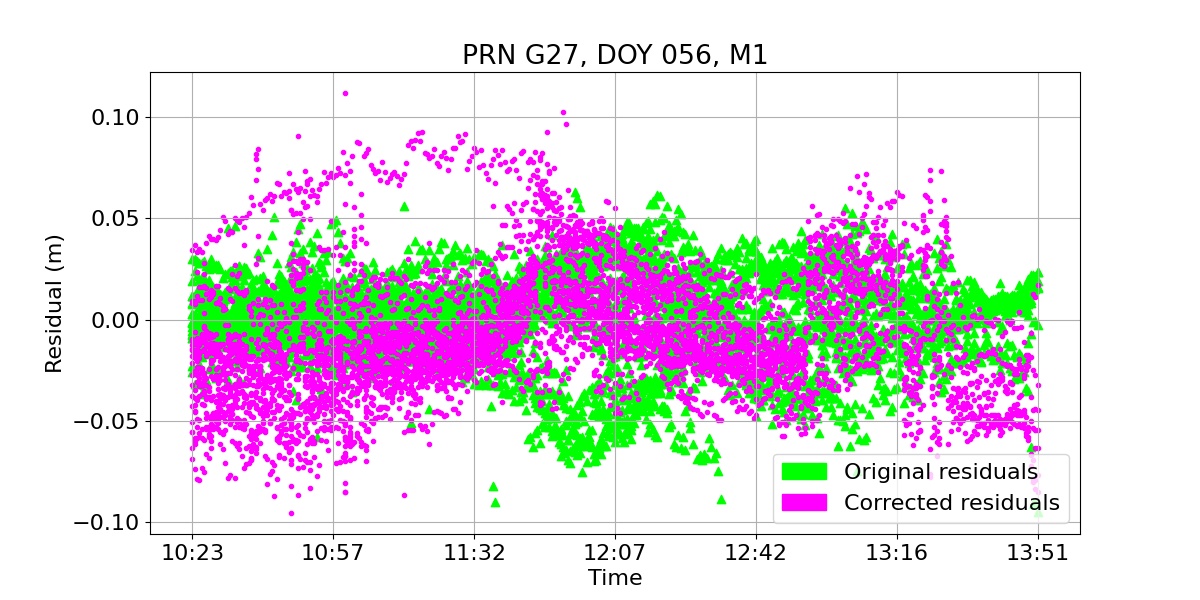 PRN G27, DOY 056, M1
Residual (m)
0.10
0.05
0.00
−0.05
−0.10
Original residuals
Corrected residuals
10:23 10:57 11:32 12:07 12:42 13:16 13:51
Time